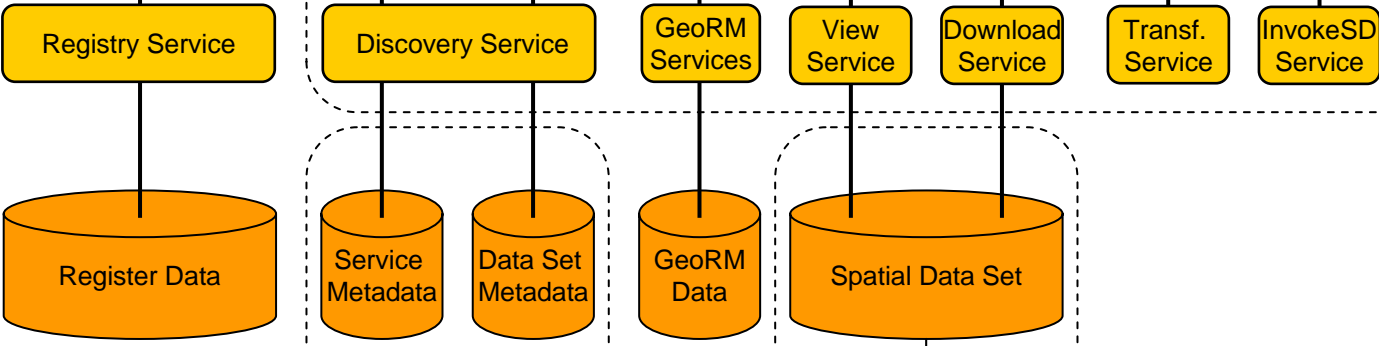 Registry Service
Discovery Service
GeoRM
Services
View
Service
Download
Service
Transf.
Service
InvokeSD
Service
Register Data
Service
Metadata
Data Set
Metadata
GeoRM
Data
Spatial Data Set